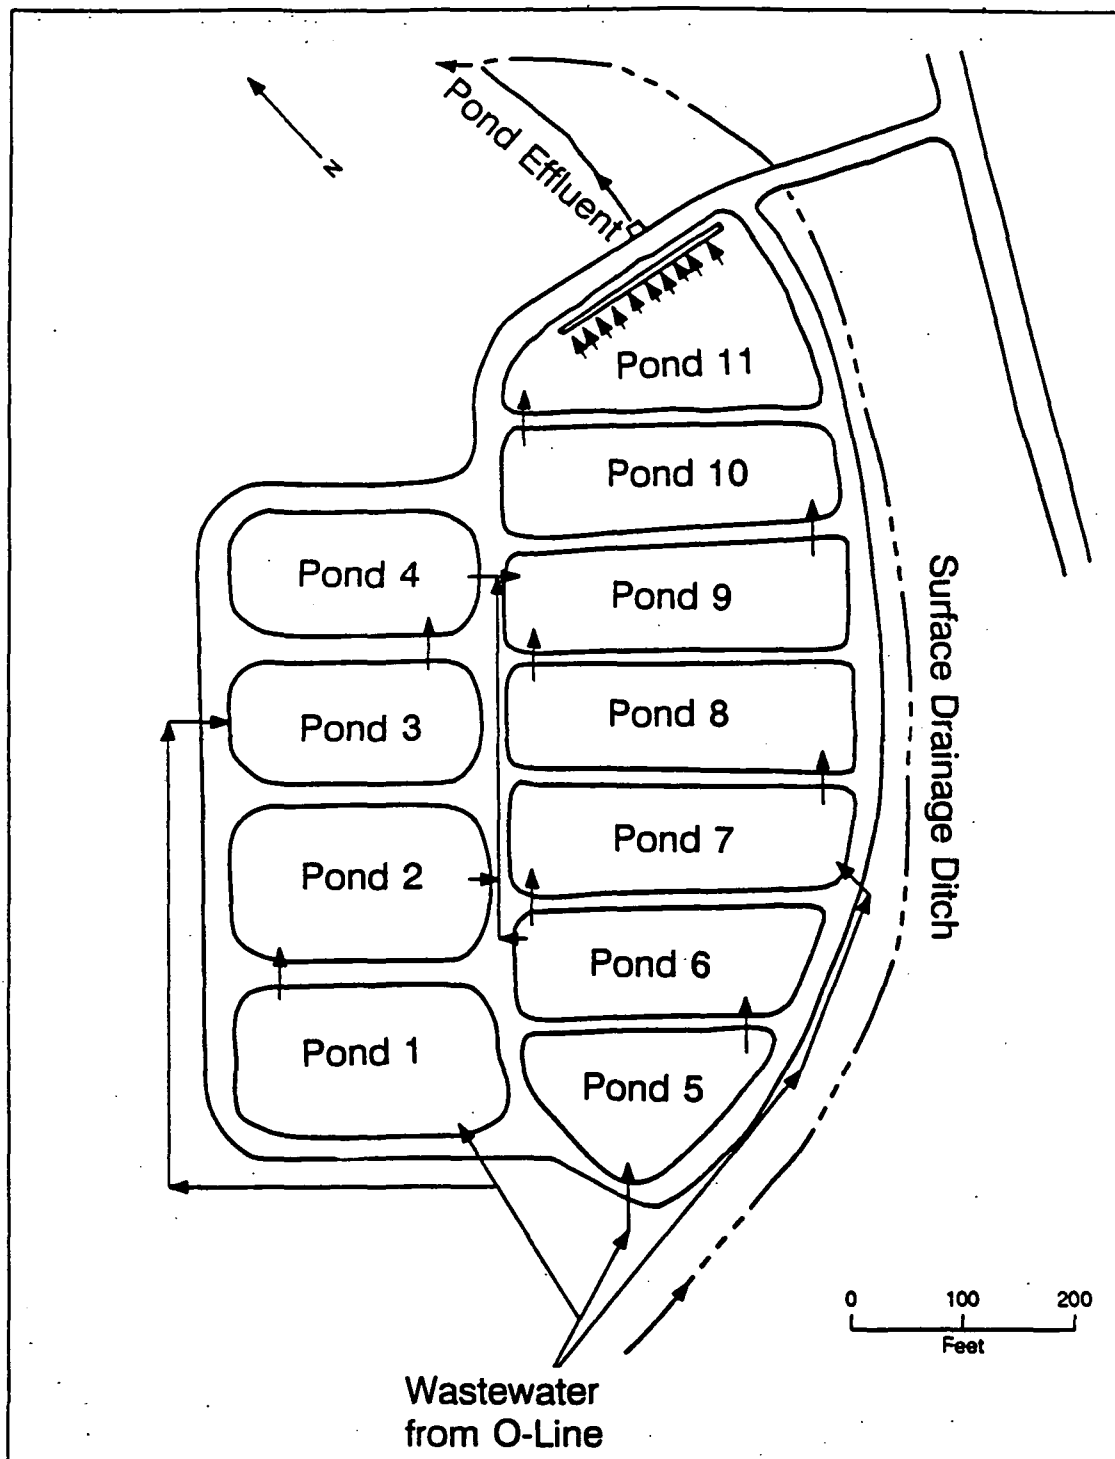 Pond Effluent
N
Pond 11
Pond 10
Pond 4
Pond 9
Pond 3
Pond 8
Pond 2
Pond 7
Pond 1
Pond 6
Pond 5
Surface Drainage Ditch
0 100 200
Feet
Wastewater
from O-Line